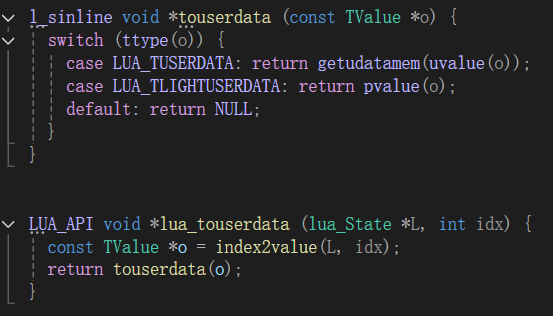 l_sinline void *touserdata (const TValue *o) {
  switch (ttype(o)) {
    case LUA_TUSERDATA: return getudatamem(uvalue(o));
    case LUA_TLIGHTUSERDATA: return pvalue(o);
    default: return NULL;
  }
}
LUA_API void *lua_touserdata (lua_State *L, int idx) {
  const TValue *o = index2value(L, idx);
  return touserdata(o);
}